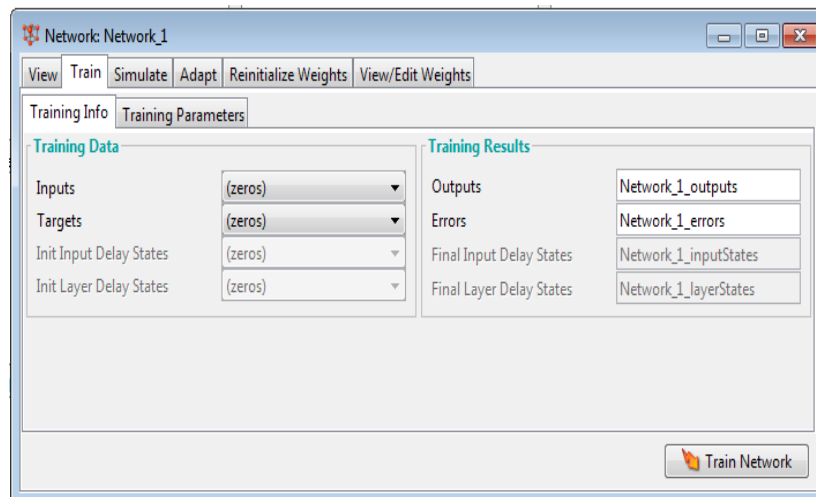 Network: Network_1
View Train Simulate Adapt Reinitialize Weights View/Edit Weights
Training Info Training Parameters
Training Data
Inputs (zeros)
Targets (zeros)
Init Input Delay States (zeros)
Init Layer Delay States (zeros)
Training Results
Outputs Network_1_outputs
Errors Network_1_errors
Final Input Delay States Network_1_inputStates
Final Layer Delay States Network_1_layerStates
Train Network